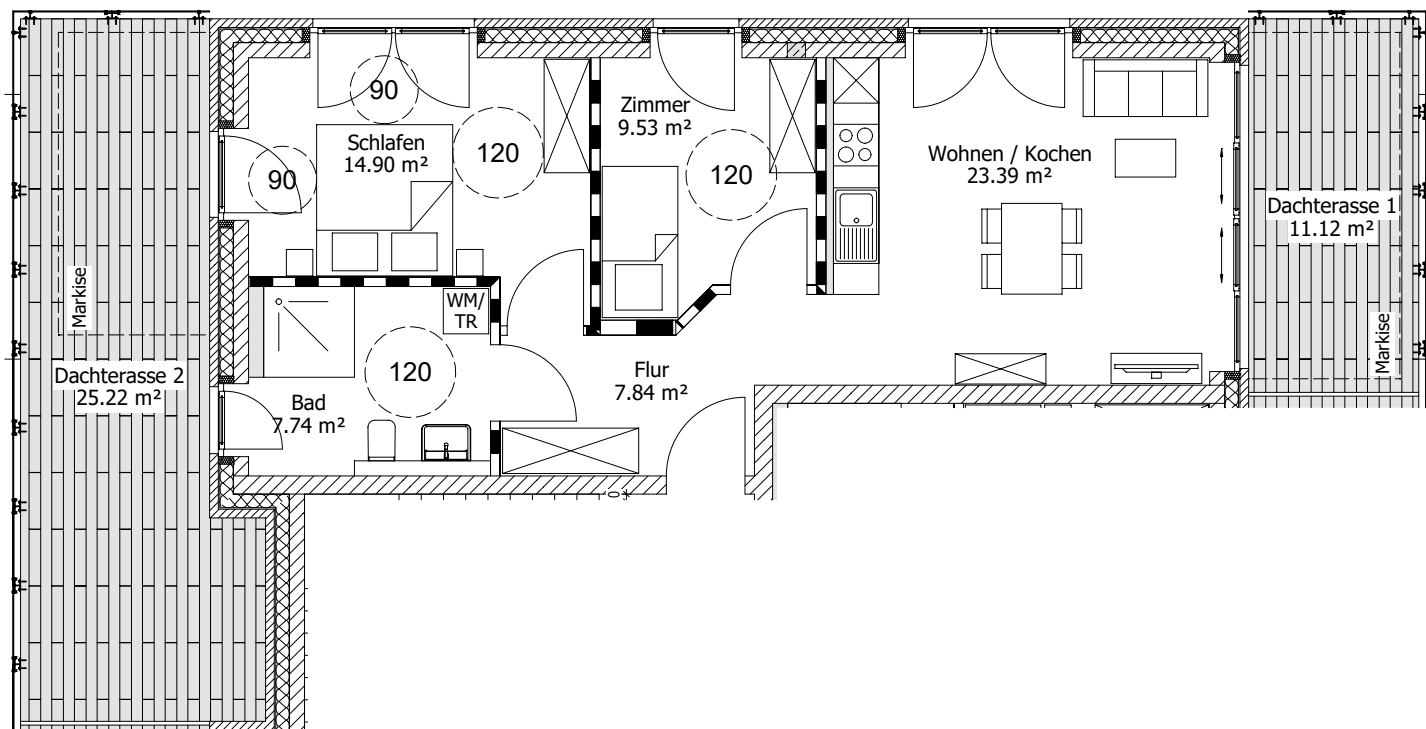 90
Schlafen
14.90 m²
120
90
Zimmer
9.53 m²
120
Wohnen / Kochen
23.39 m²
Dachterasse 1
11.12 m²
Markise
Markise
Dachterasse 2
25.22 m²
WM/
TR
120
Bad
7.74 m²
Flur
7.84 m²
0